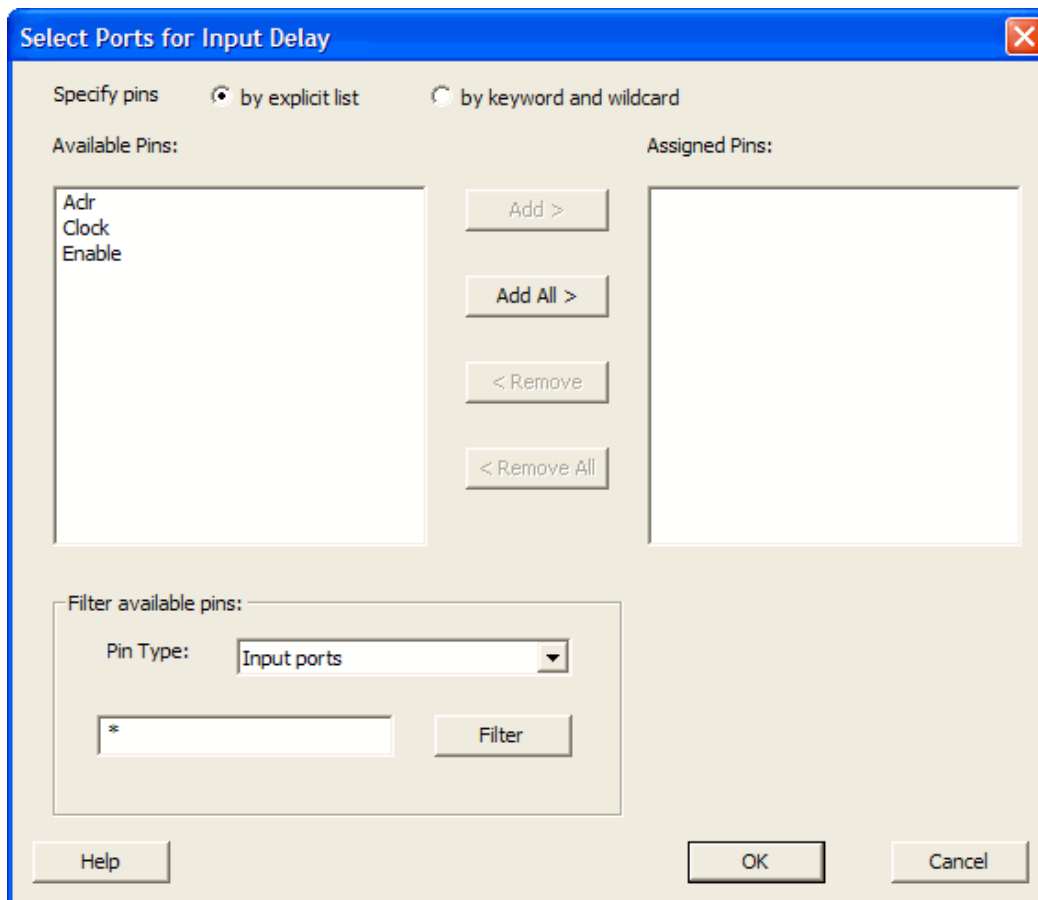 Select Ports for Input Delay
Specify pins by explicit list by keyword and wildcard
Available Pins: Assigned Pins:
Aclr
Clock
Enable
Add >
Add All >
< Remove
< Remove All
Filter available pins:
Pin Type: Input ports
* Filter
Help OK Cancel